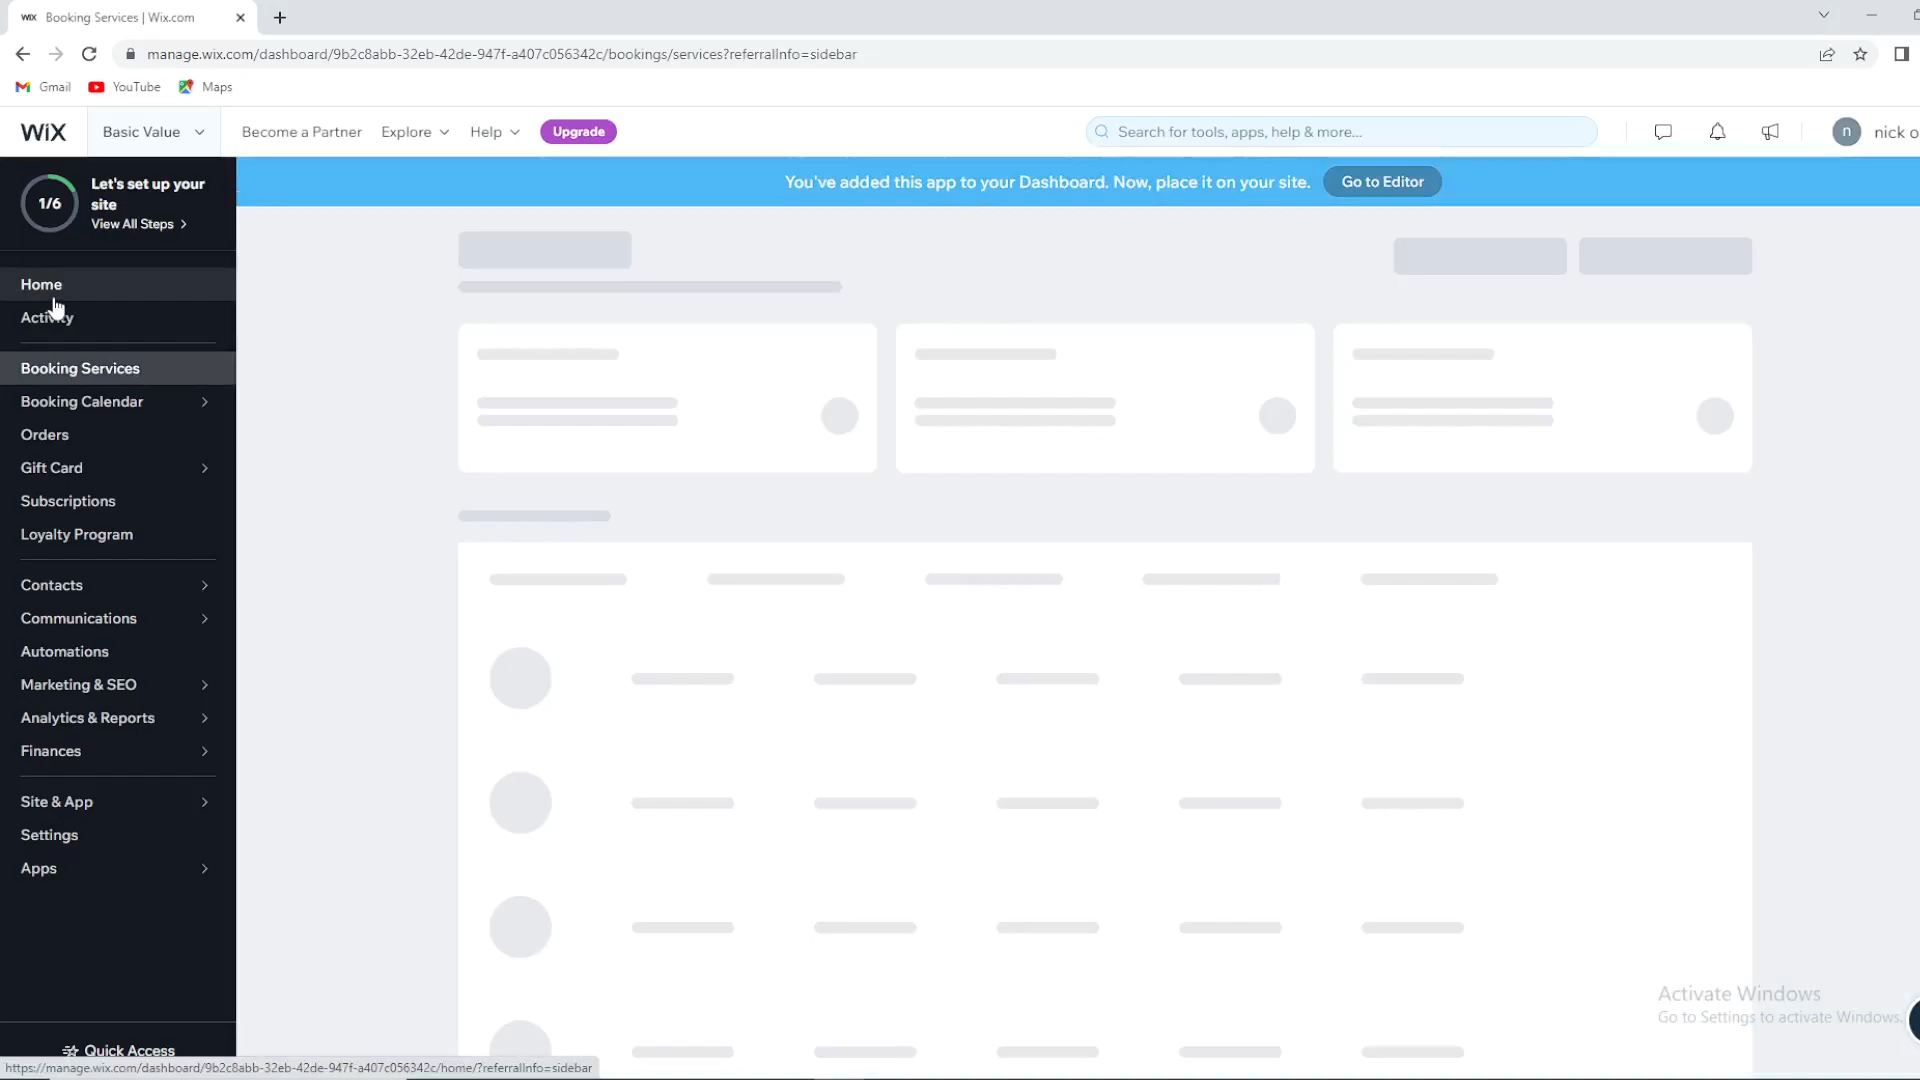 WIX Booking Services | Wix.com
manage.wix.com/dashboard/9b2c8abb-32eb-42de-947f-a407c056342c/bookings/services?referralInfo=sidebar
Gmail YouTube Maps
WiX Basic Value Become a Partner Explore Help Upgrade Search for tools, apps, help & more... n nick o
1/6
Let's set up your
site
View All Steps
You've added this app to your Dashboard. Now, place it on your site. Go to Editor
Home
Activity
Booking Services
Booking Calendar
Orders
Gift Card
Subscriptions
Loyalty Program
Contacts
Communications
Automations
Marketing & SEO
Analytics & Reports
Finances
Site & App
Settings
Apps
Activate Windows
Go to Settings to activate Windows.
Quick Access
https://manage.wix.com/dashboard/9b2c8abb-32eb-42de-947f-a407c056342c/home/?referralInfo=sidebar